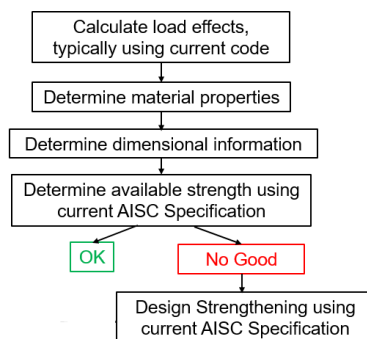 Calculate load effects,
typically using current code
Determine material properties
Determine dimensional information
Determine available strength using
current AISC Specification
OK
No Good
Design Strengthening using
current AISC Specification